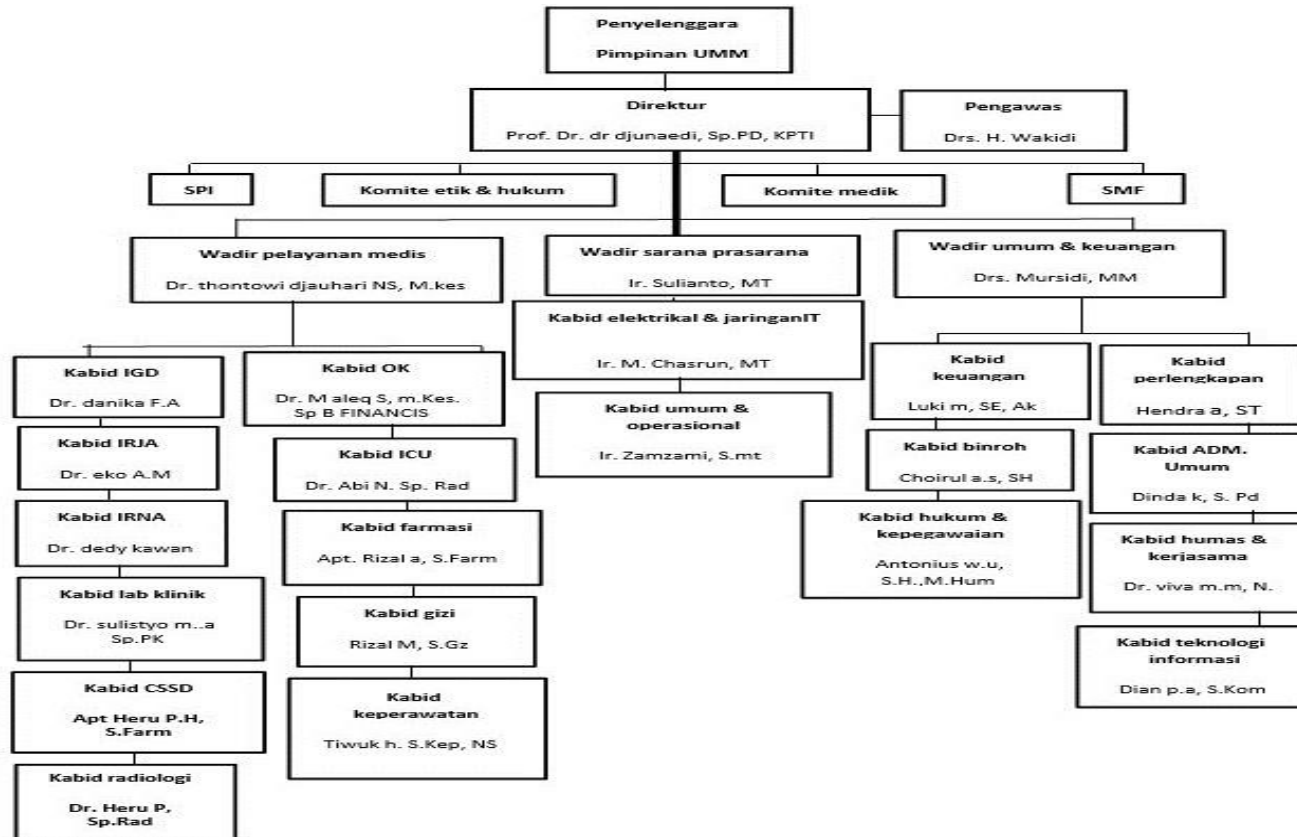 Penyelenggara
Pimpinan UMM
Direktur
Prof. Dr. dr djunaedi, Sp.PD, KPTI
Pengawas
Drs. H. Wakidi
SPI
Komite etik & hukum
Komite medik
SMF
Wadir pelayanan medis
Dr. thontowi djauhari NS, M.kes
Wadir sarana prasarana
Ir. Sulianto, MT
Wadir umum & keuangan
Drs. Mursidi, MM
Kabid IGD
Dr. danika F.A
Kabid IRJA
Dr. eko A.M
Kabid IRNA
Dr. dedy kawan
Kabid lab klinik
Dr. sulistyo m..a
Sp.PK
Kabid CSSD
Apt Heru P.H,
S.Farm
Kabid radiologi
Dr. Heru P,
Sp.Rad
Kabid OK
Dr. M aleq S, m.Kes.
Sp B FINANCIS
Kabid ICU
Dr. Abi N. Sp. Rad
Kabid farmasi
Apt. Rizal a, S.Farm
Kabid gizi
Rizal M, S.Gz
Kabid
keperawatan
Tiwuk h. S.Kep, NS
Kabid elektrikal & jaringanIT
Ir. M. Chasrun, MT
Kabid umum &
operasional
Ir. Zamzami, S.mt
Kabid
keuangan
Luki m, SE, Ak
Kabid binroh
Choirul a.s, SH
Kabid hukum &
kepegawaian
Antonius w.u,
S.H.,M.Hum
Kabid
perlengkapan
Hendra a, ST
Kabid ADM.
Umum
Dinda k, S. Pd
Kabid humas &
kerjasama
Dr. viva m.m, N.
Kabid teknologi
informasi
Dian p.a, S.Kom